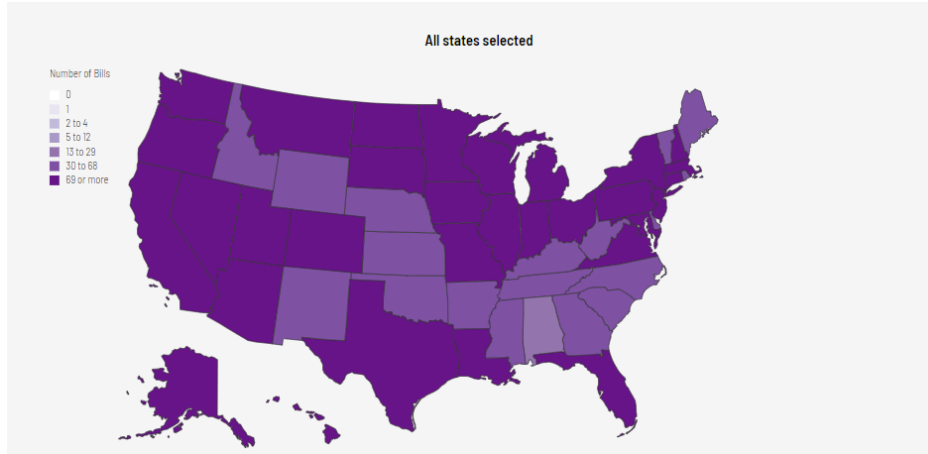 All states selected
Number of Bills
0
1
2 to 4
5 to 12
13 to 29
30 to 68
69 or more